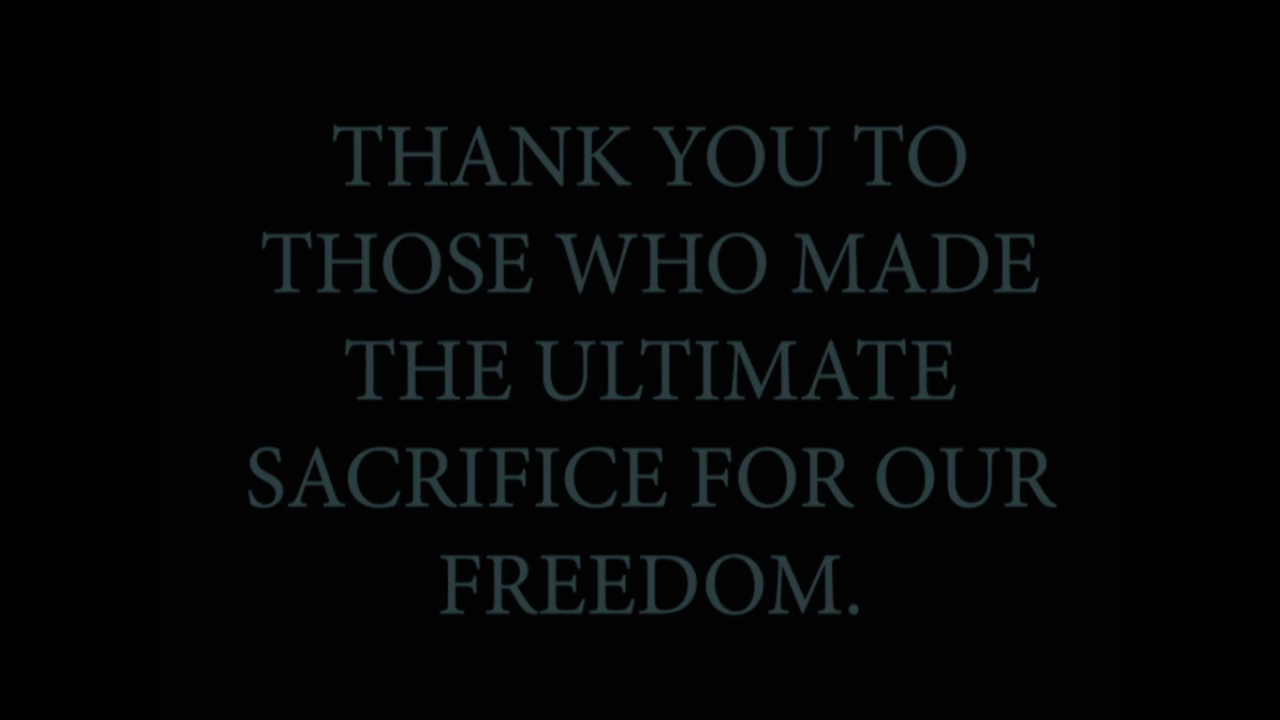 THANK YOU TO
THOSE WHO MADE
THE ULTIMATE
SACRIFICE FOR OUR
FREEDOM.